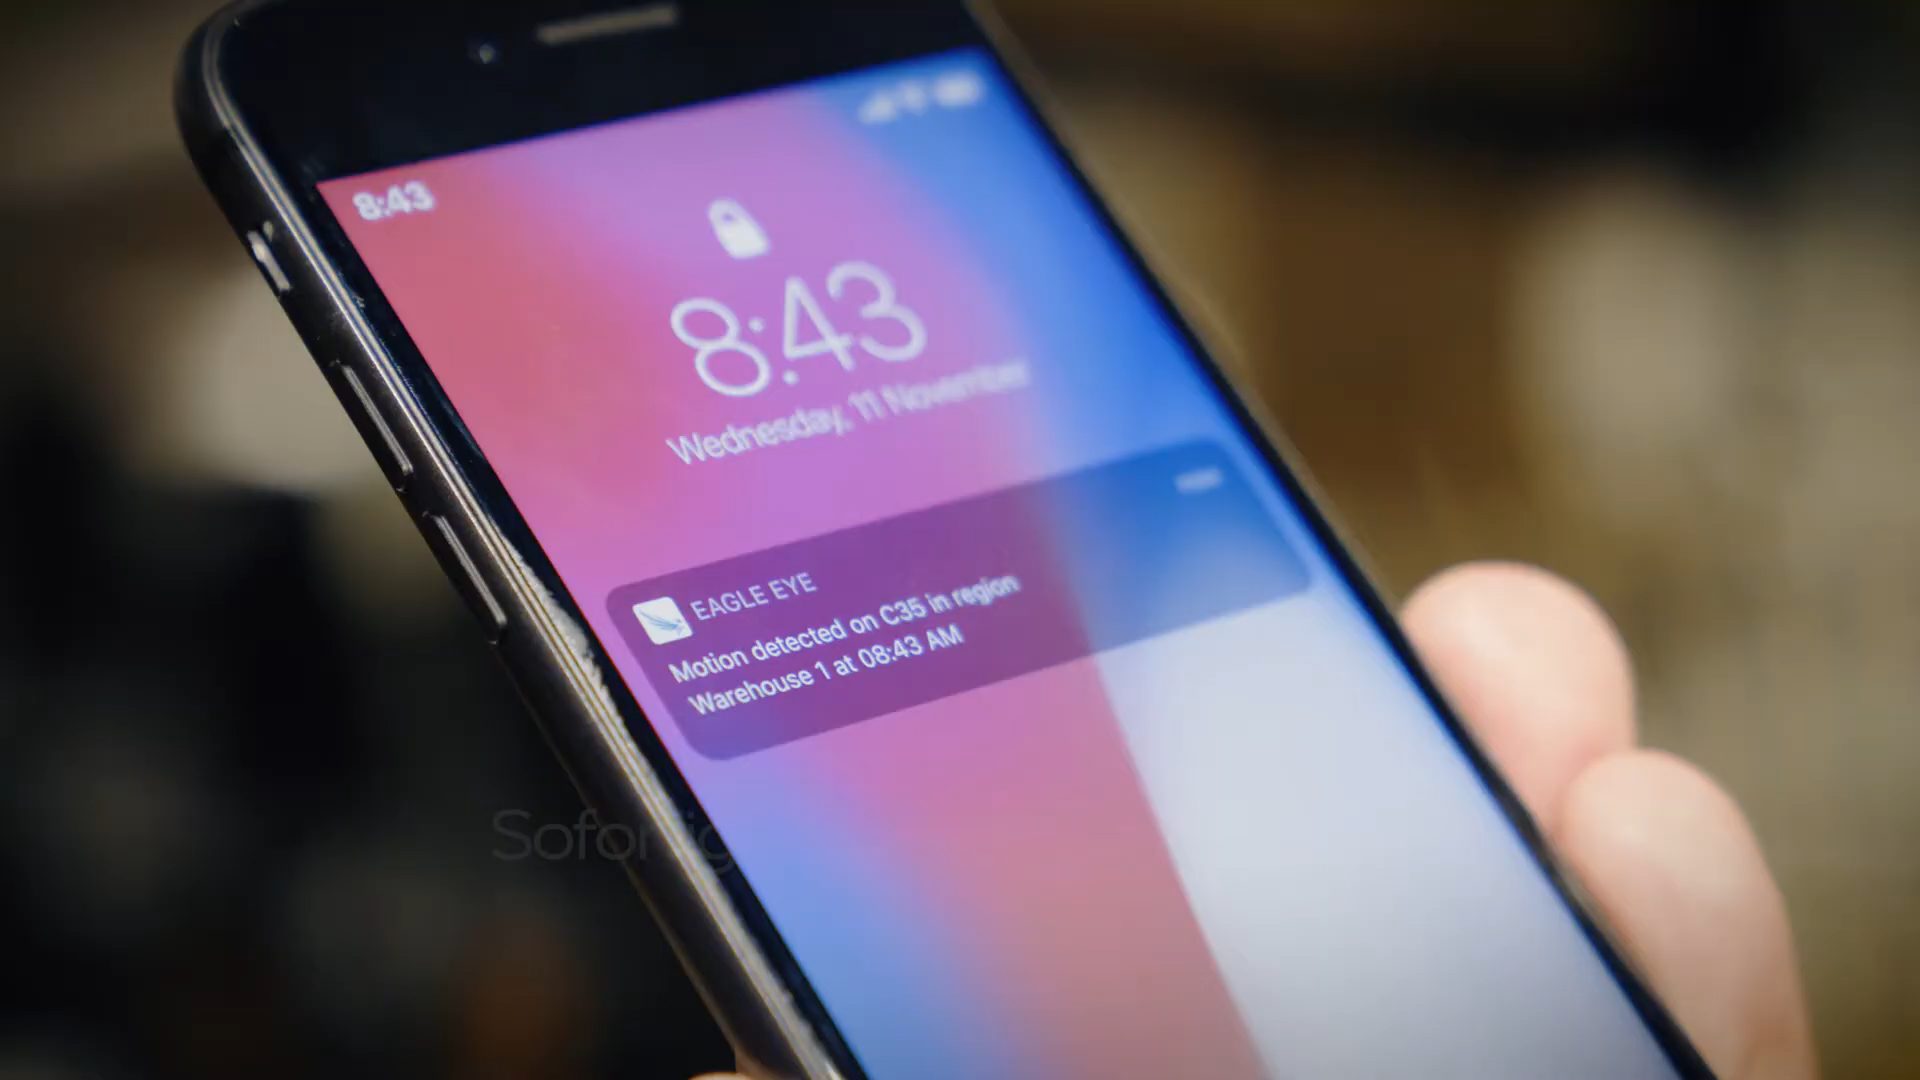 8:43
8:43
Wednesday, 11 November
EAGLE EYE
Motion detected on C35 in region
Warehouse 1 at 08:43 AM